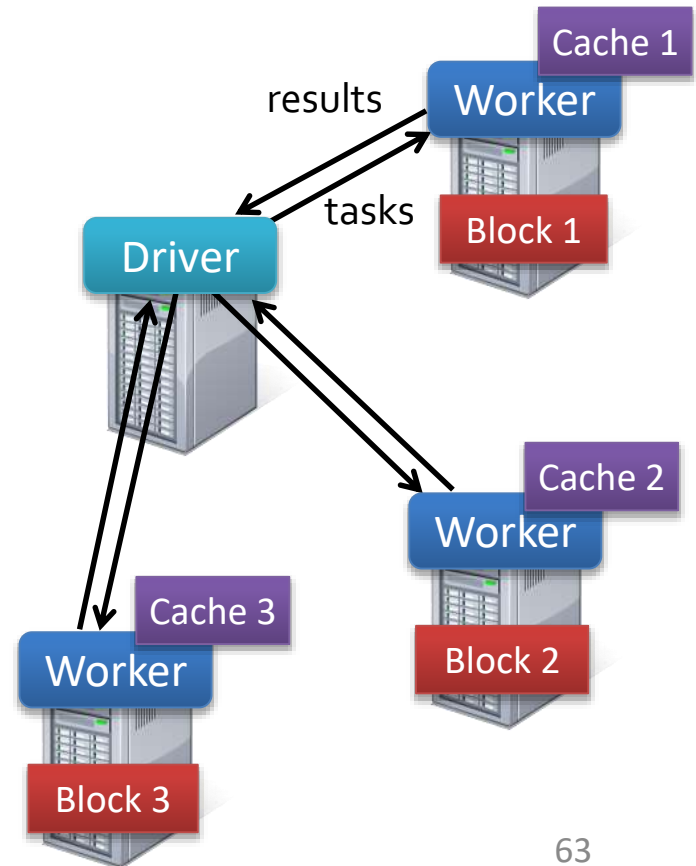 Cache 1
Worker
results
tasks
Block 1
Driver
Cache 2
Worker
Block 2
Cache 3
Worker
Block 3
63